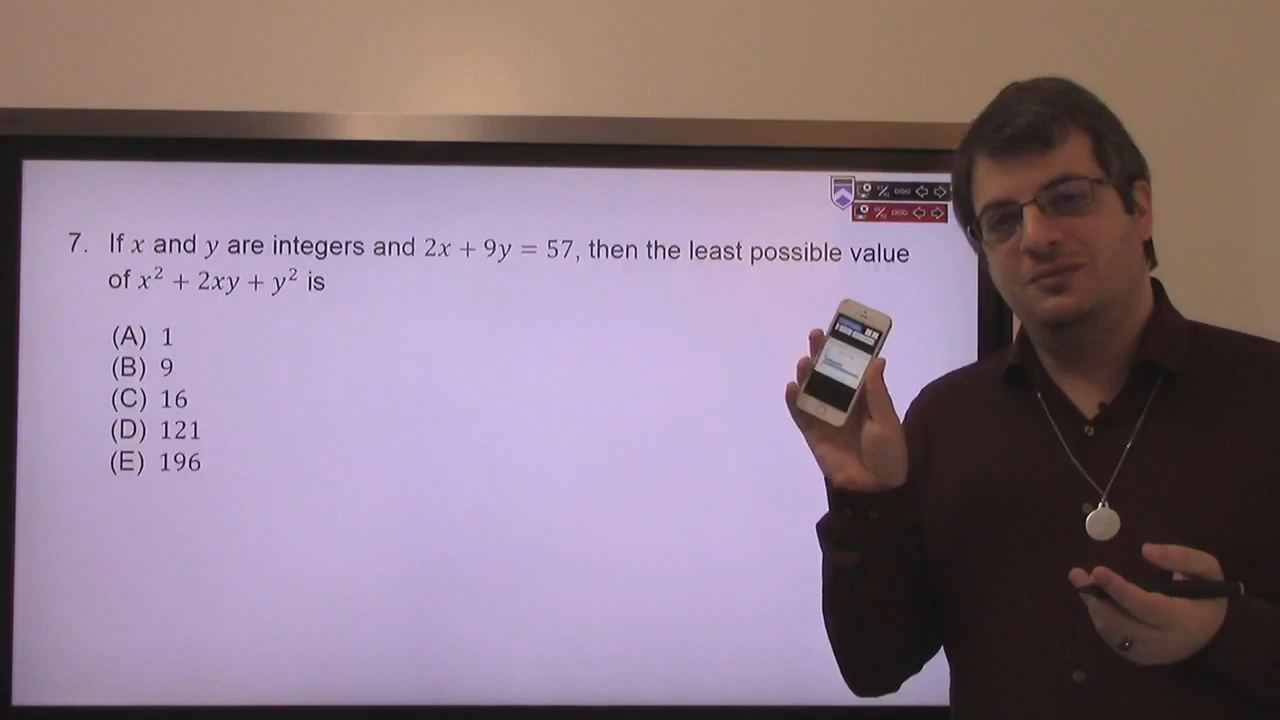 7. If x and y are integers and 2x + 9y = 57, then the least possible value
of x² + 2xy + y² is
(A) 1
(B) 9
(C) 16
(D) 121
(E) 196